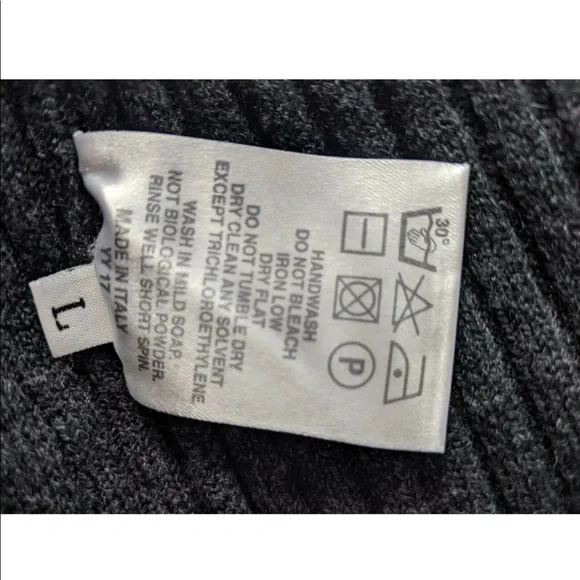 30°
P
HANDWASH
DO NOT BLEACH
IRON LOW
DRY FLAT
DO NOT TUMBLE DRY
DRY CLEAN ANY SOLVENT
EXCEPT TRICHLOROETHYLENE
WASH IN MILD SOAP.
NOT BIOLOGICAL POWDER.
RINSE WELL SHORT SPIN.
MADE IN ITALY
YY 17
L